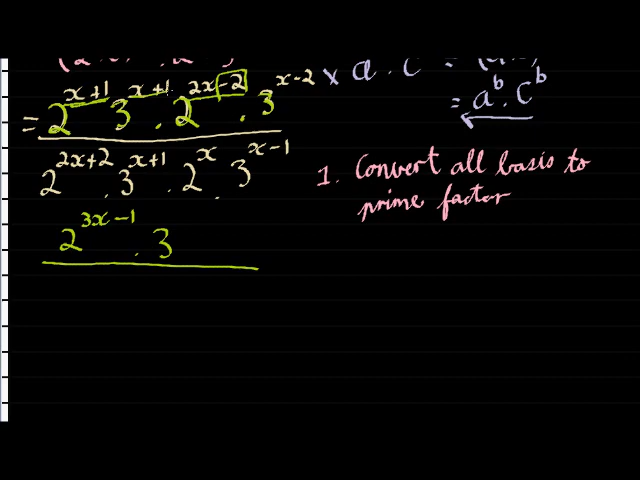 = 2^{x+1} 3^{x+1} . 2^{2x-2} . 3^{x-2}
2^{2x+2} . 3^{x+1} . 2^{x} . 3^{x-1}
2^{3x-1} . 3
= a^{b} . c^{b}
1. Convert all basis to
prime factor